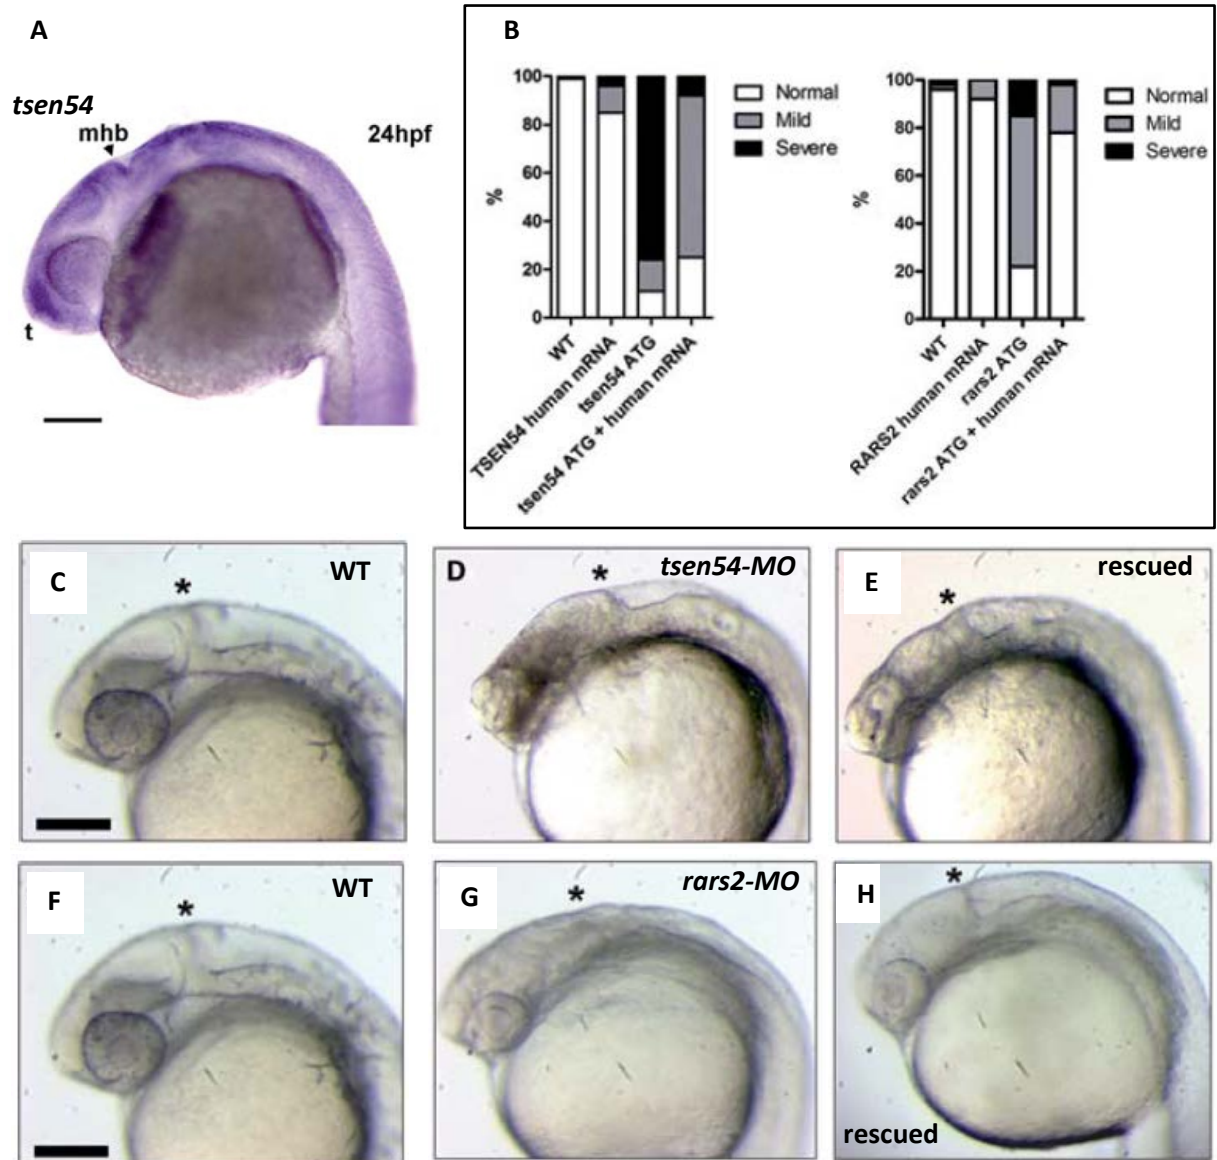 A
tsen54
mhb
24hpf
t
B
100
80
60
40
20
0
%
Normal
Mild
Severe
WT
TSEN54 human mRNA
tsen54 ATG
tsen54 ATG + human mRNA
100
80
60
40
20
0
%
Normal
Mild
Severe
WT
RARS2 human mRNA
rars2 ATG
rars2 ATG + human mRNA
C
*
WT
D
*
tsen54-MO
E
*
rescued
F
*
WT
G
*
rars2-MO
H
*
rescued